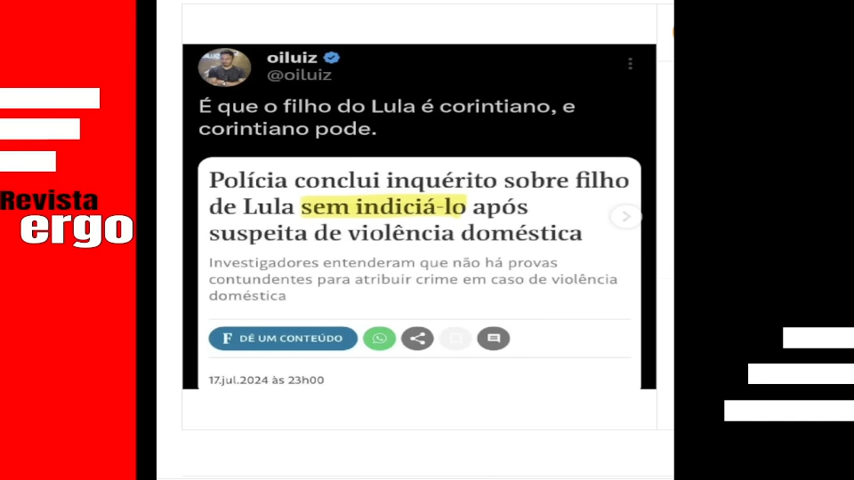 Revista
ergo
oiluiz
@oiluiz
É que o filho do Lula é corintiano, e
corintiano pode.
Polícia conclui inquérito sobre filho
de Lula sem indiciá-lo após
suspeita de violência doméstica
Investigadores entenderam que não há provas
contundentes para atribuir crime em caso de violência
doméstica
F DÊ UM CONTEÚDO
17.jul.2024 às 23h00